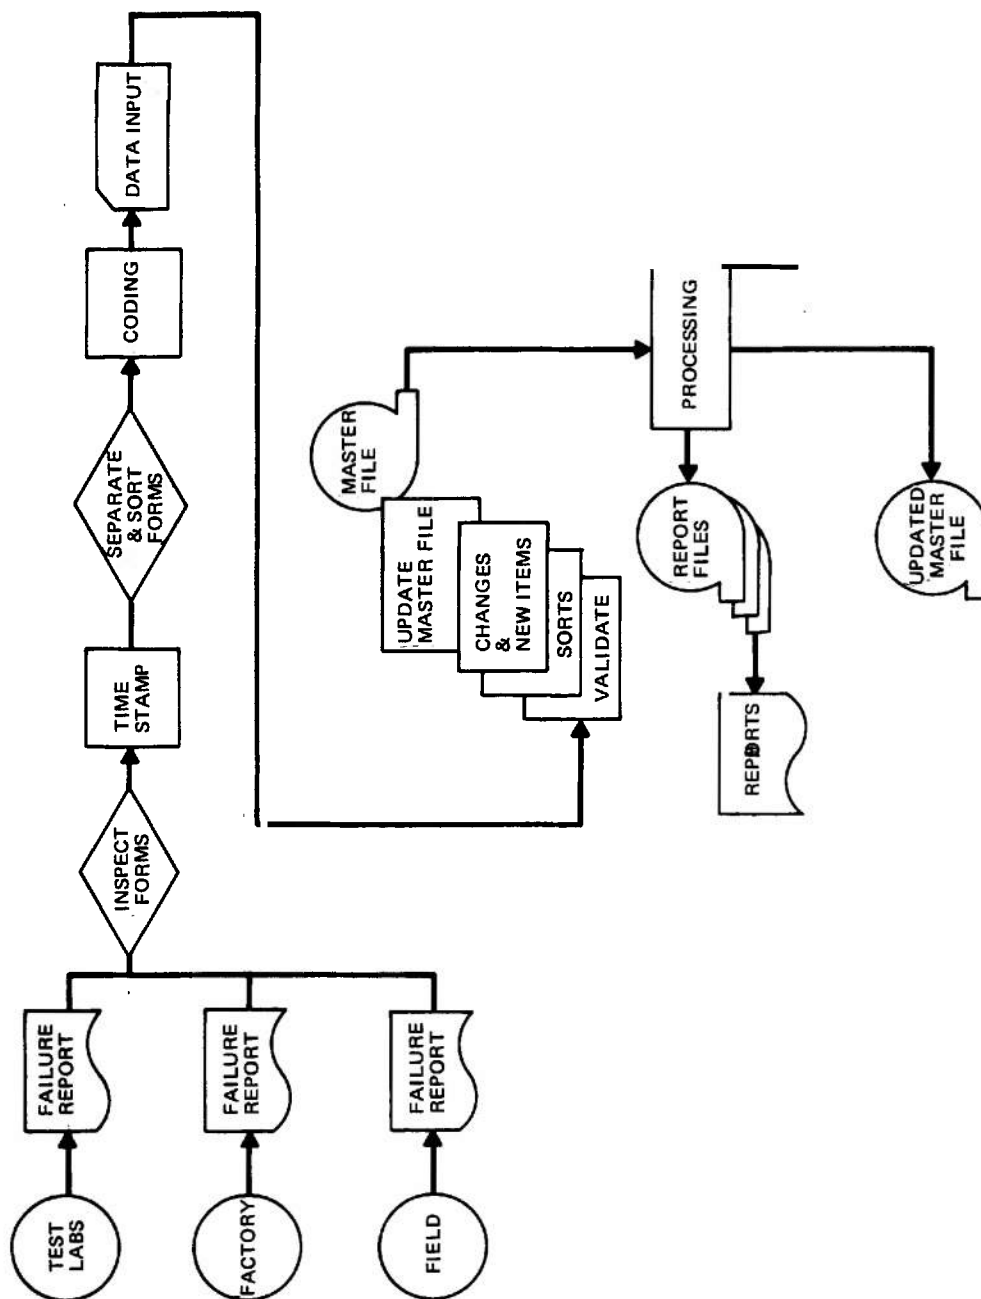 TEST
LABS
FAILURE
REPORT
FACTORY
FAILURE
REPORT
FIELD
FAILURE
REPORT
INSPECT
FORMS
TIME
STAMP
SEPARATE
& SORT
FORMS
CODING
DATA INPUT
VALIDATE
SORTS
CHANGES
&
NEW ITEMS
UPDATE
MASTER FILE
MASTER
FILE
PROCESSING
REPORT
FILES
REPORTS
UPDATED
MASTER
FILE